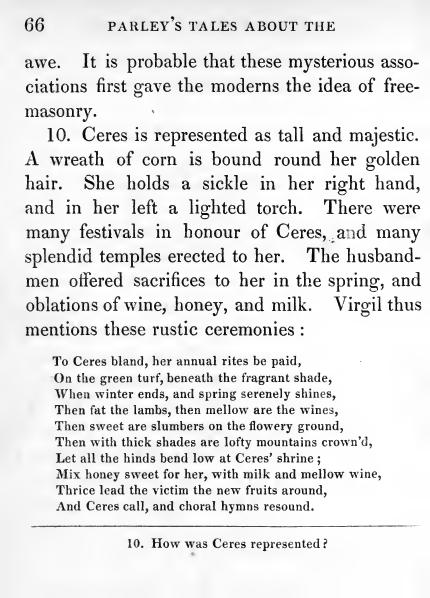 66 PARLEY'S TALES ABOUT THE
awe. It is probable that these mysterious asso-
ciations first gave the moderns the idea of free-
masonry.
10. Ceres is represented as tall and majestic.
A wreath of corn is bound round her golden
hair. She holds a sickle in her right hand,
and in her left a lighted torch. There were
many festivals in honour of Ceres, and many
splendid temples erected to her. The husband-
men offered sacrifices to her in the spring, and
oblations of wine, honey, and milk. Virgil thus
mentions these rustic ceremonies :
To Ceres bland, her annual rites be paid,
On the green turf, beneath the fragrant shade,
When winter ends, and spring serenely shines,
Then fat the lambs, then mellow are the wines,
Then sweet are slumbers on the flowery ground,
Then with thick shades are lofty mountains crown'd,
Let all the hinds bend low at Ceres' shrine ;
Mix honey sweet for her, with milk and mellow wine,
Thrice lead the victim the new fruits around,
And Ceres call, and choral hymns resound.
10. How was Ceres represented?